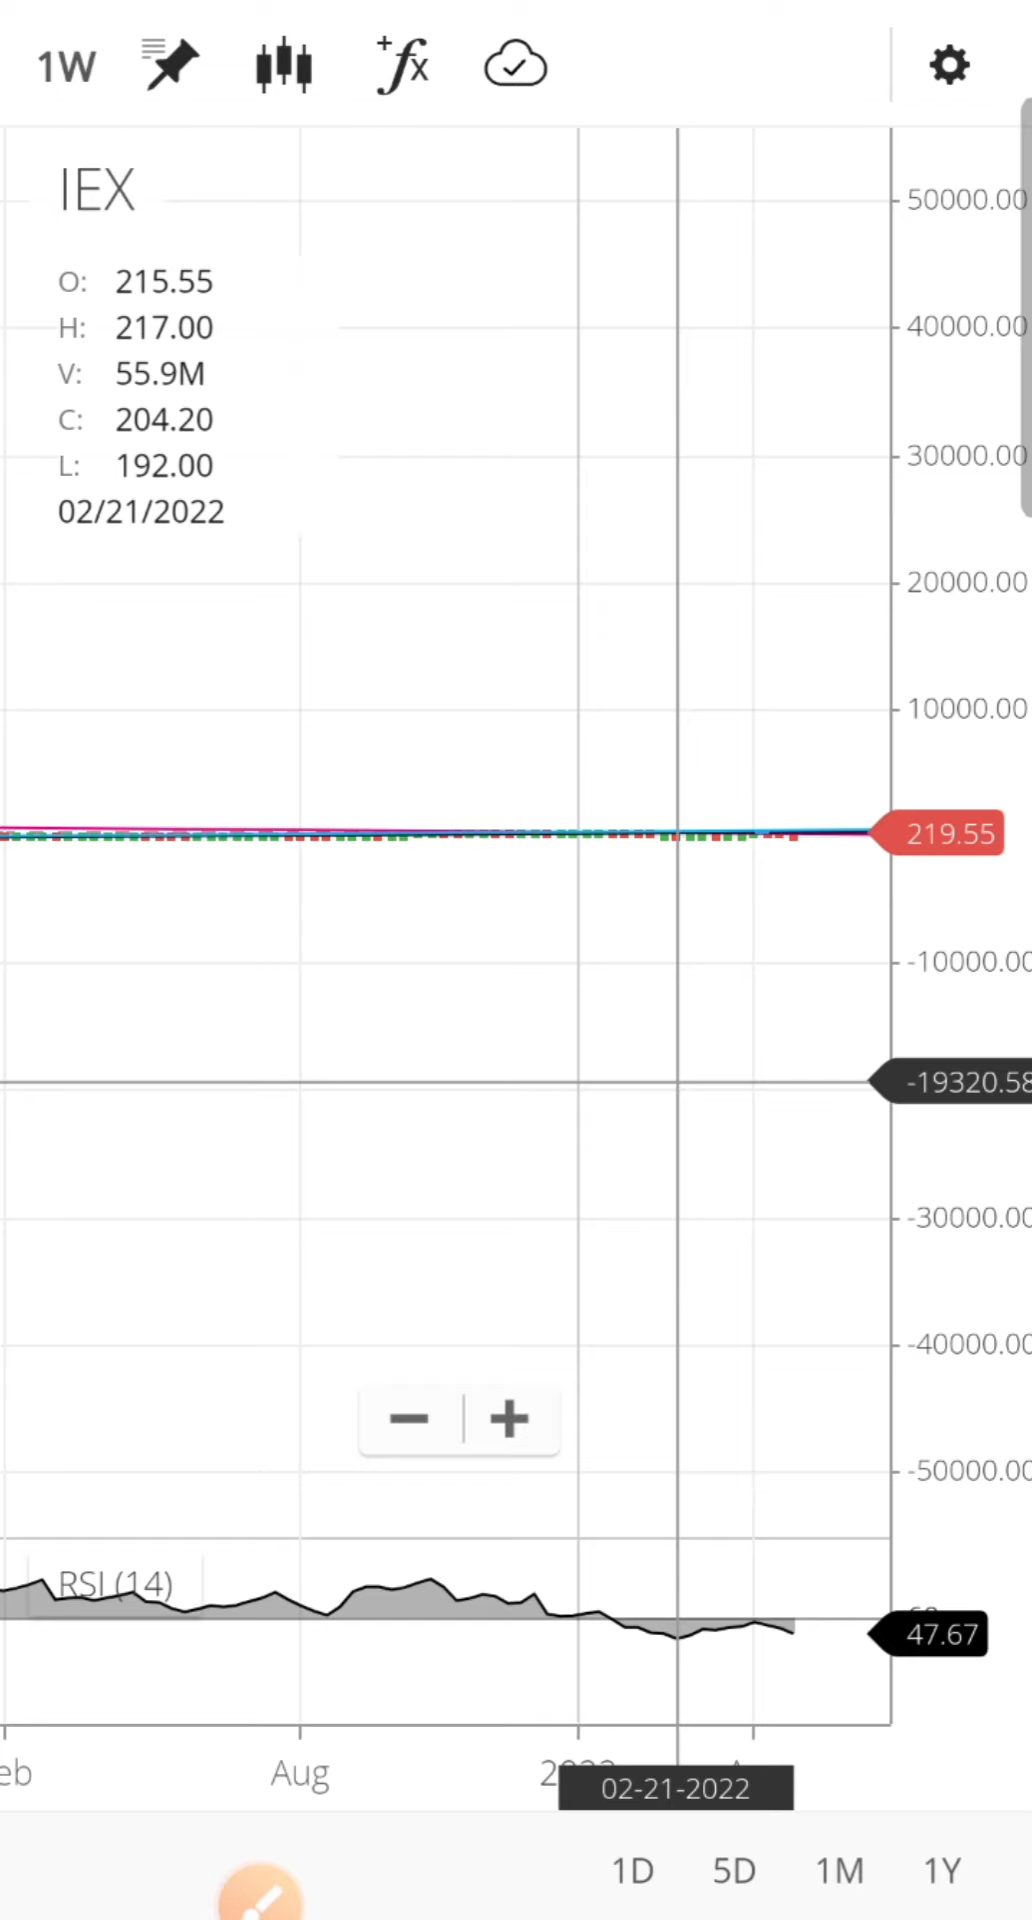 1W
+fx
IEX
O: 215.55
H: 217.00
V: 55.9M
C: 204.20
L: 192.00
02/21/2022
50000.00
40000.00
30000.00
20000.00
10000.00
219.55
-10000.00
-19320.58
-30000.00
-40000.00
-50000.00
RSI (14)
47.67
eb Aug
02-21-2022
1D 5D 1M 1Y